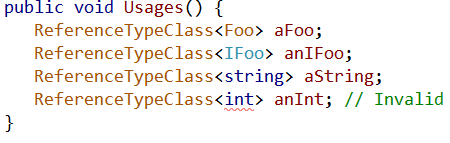 public void Usages() {
ReferenceTypeClass<Foo> aFoo;
ReferenceTypeClass<IFoo> anIFoo;
ReferenceTypeClass<string> aString;
ReferenceTypeClass<int> anInt; // Invalid
}